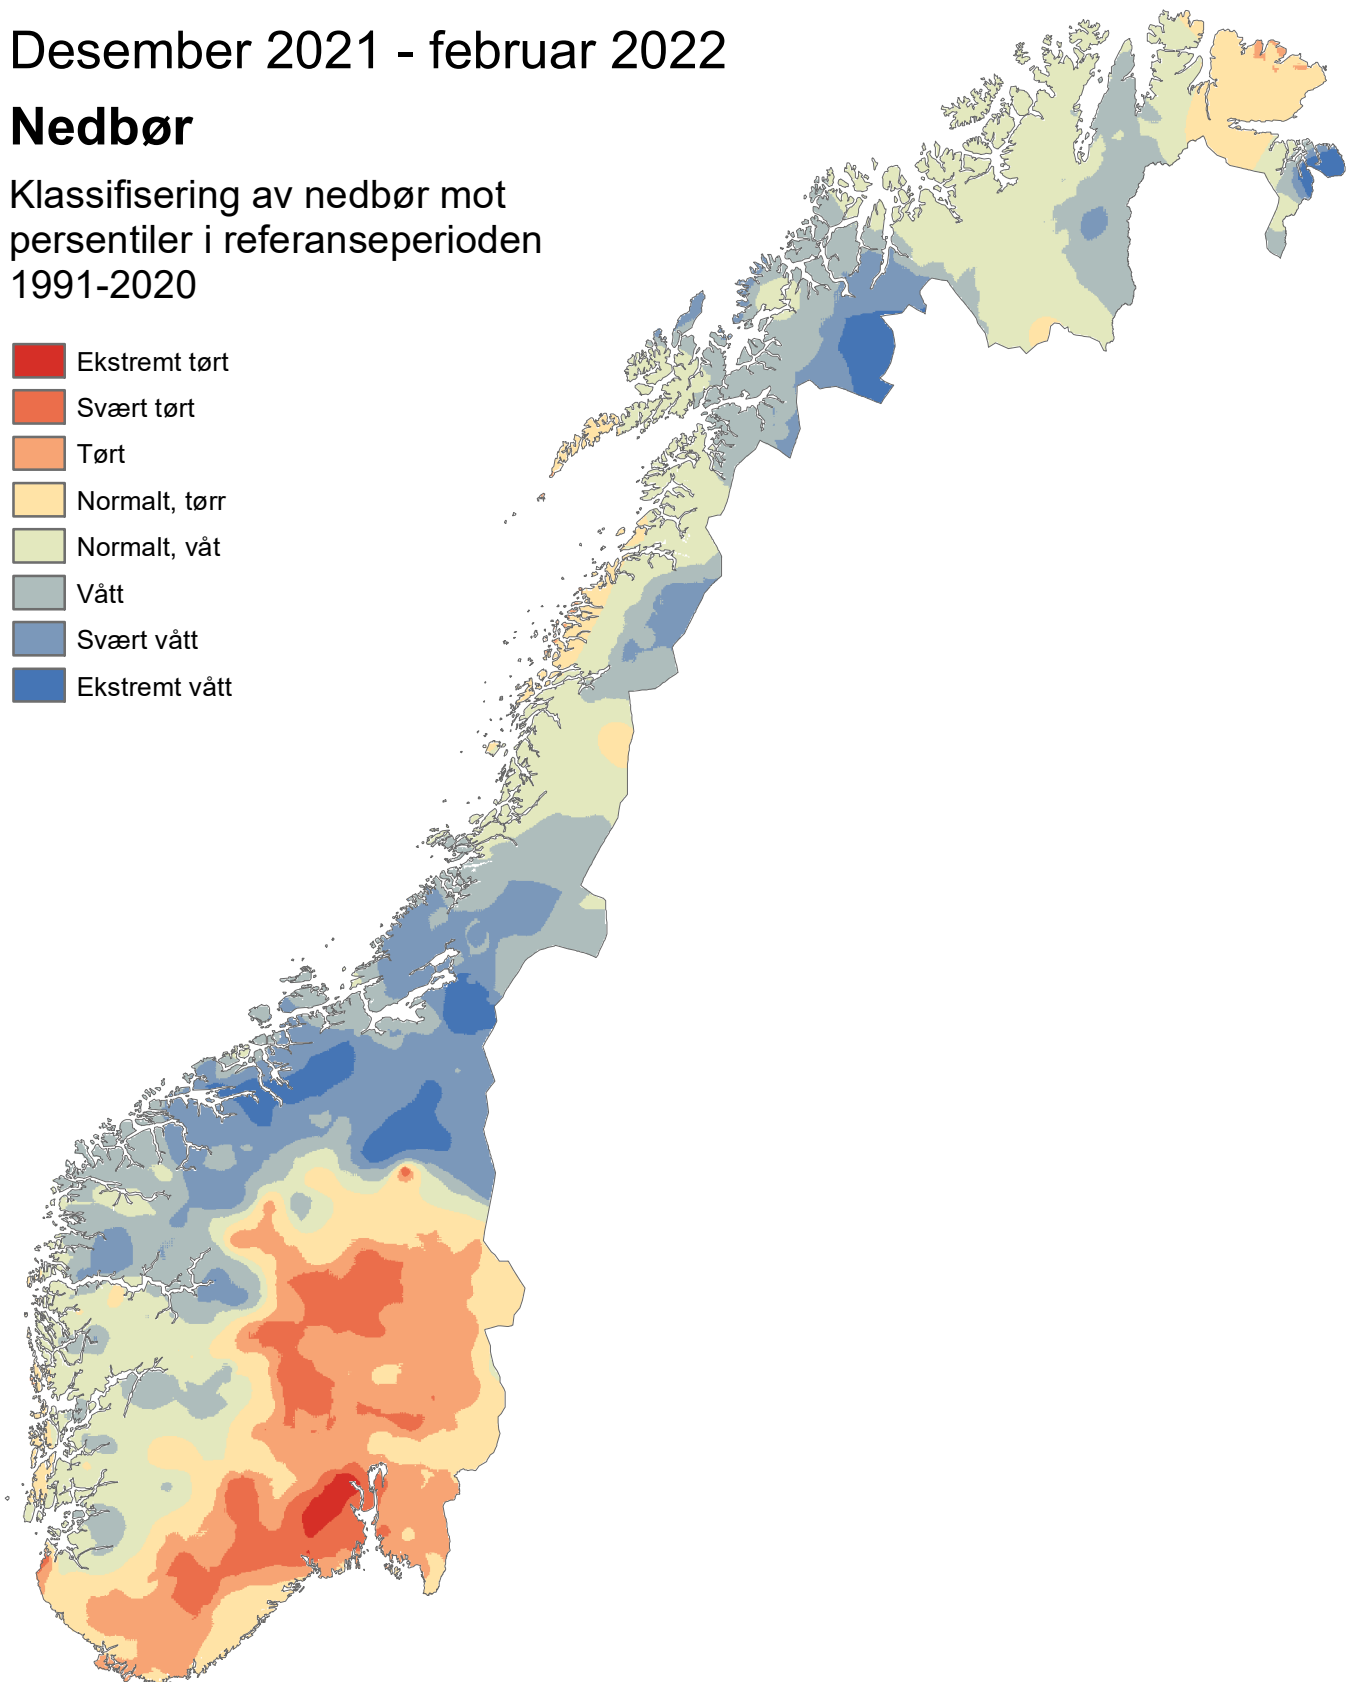 Desember 2021 - februar 2022
Nedbør
Klassifisering av nedbør mot
persentiler i referanseperioden
1991-2020
Ekstremt tørt
Svært tørt
Tørt
Normalt, tørr
Normalt, våt
Vått
Svært vått
Ekstremt vått